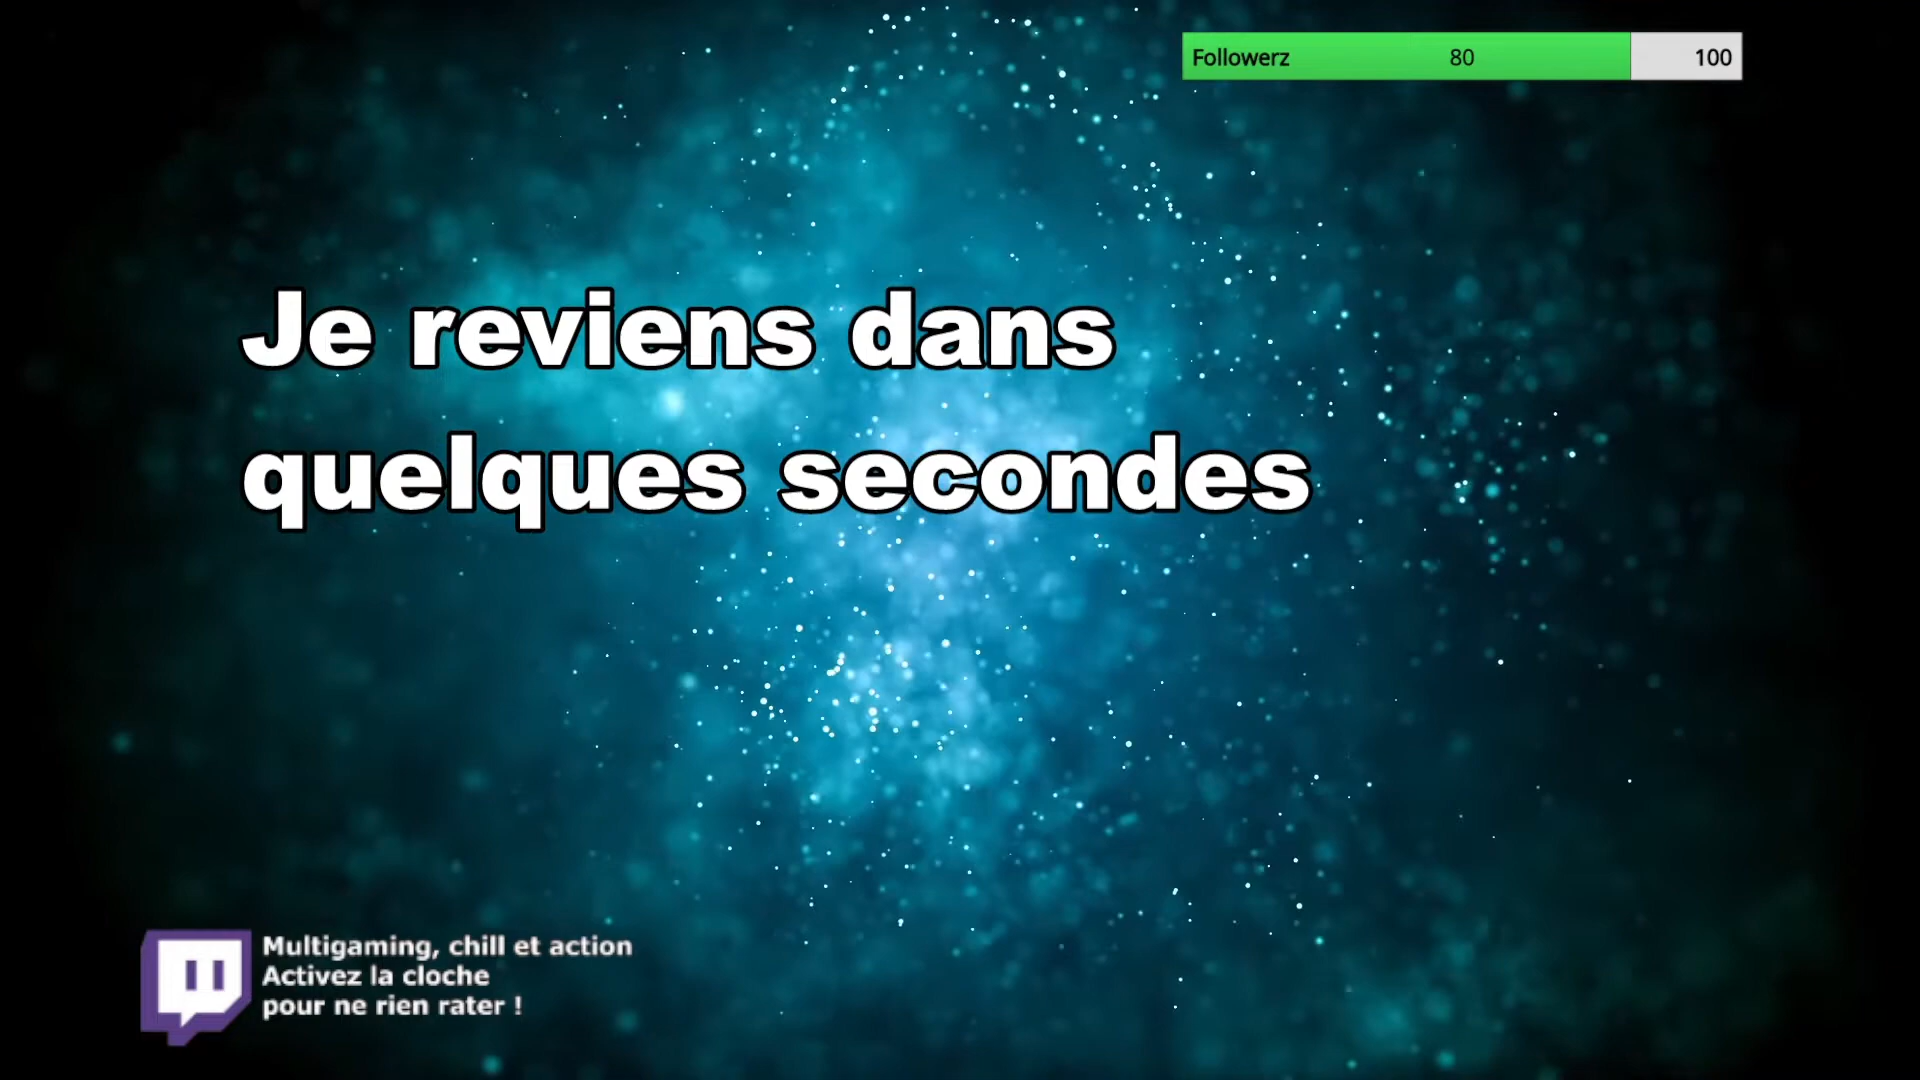 Followerz 80 100
Je reviens dans
quelques secondes
Multigaming, chill et action
Activez la cloche
pour ne rien rater !